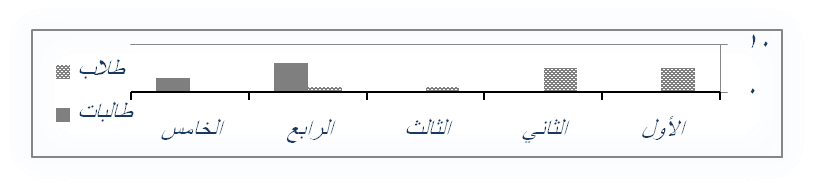 ١٠
٠
الأول الثاني الثالث الرابع الخامس
طلاب
طالبات